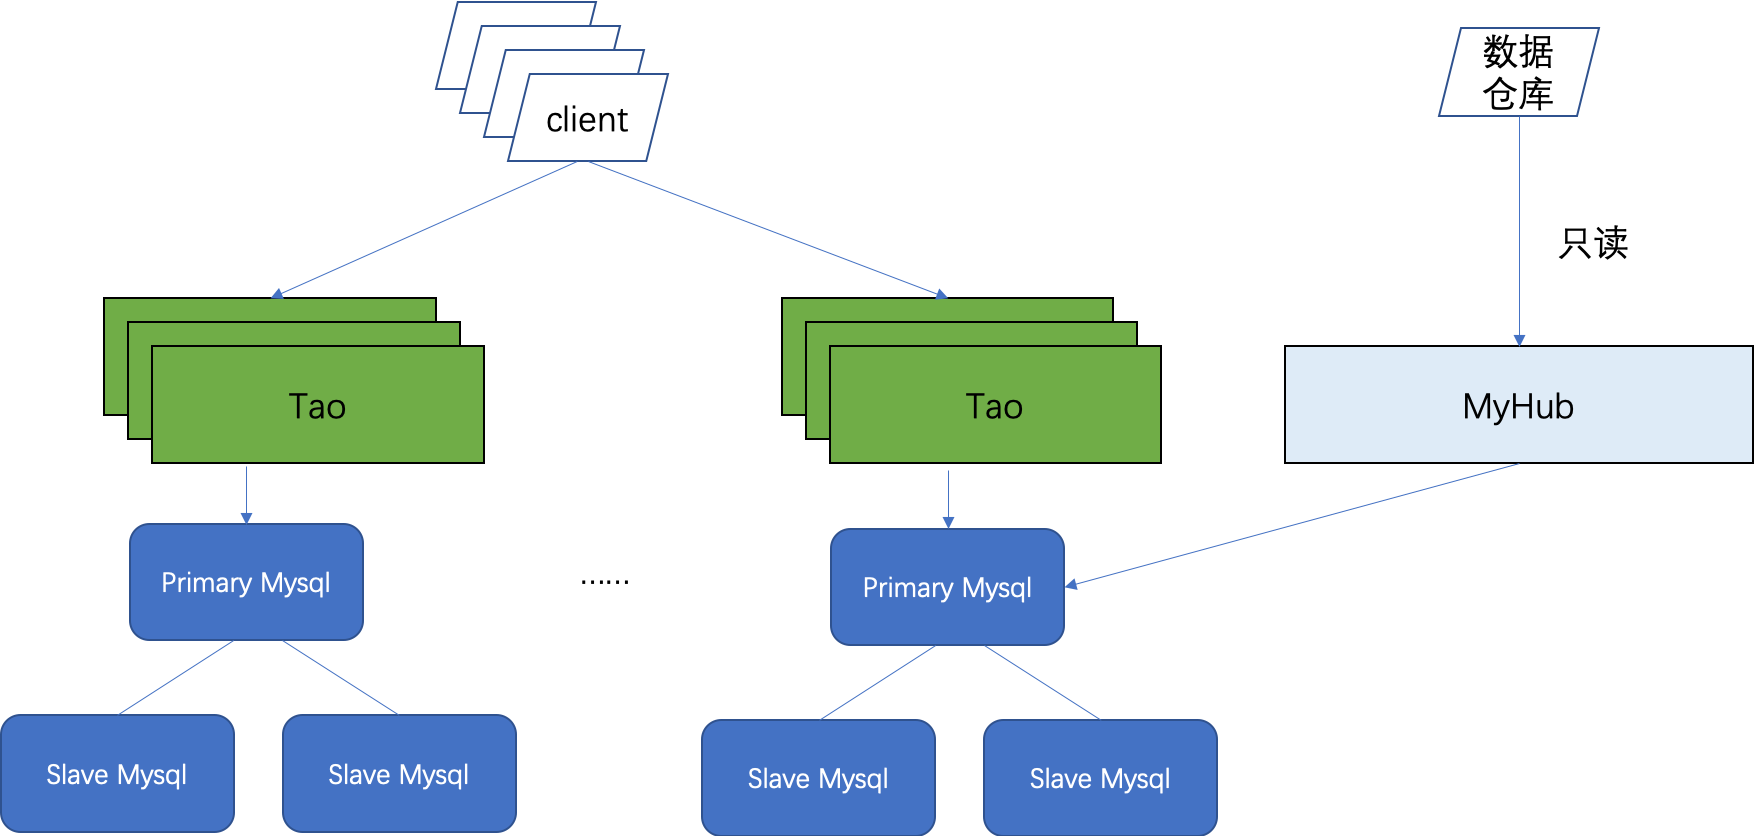 client
数据
仓库
只读
Tao
Tao
MyHub
Primary Mysql
......
Primary Mysql
Slave Mysql
Slave Mysql
Slave Mysql
Slave Mysql